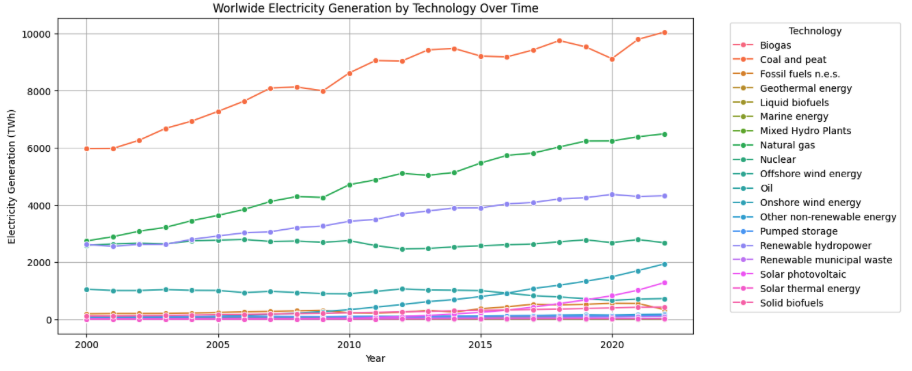 Worlwide Electricity Generation by Technology Over Time
Electricity Generation (TWh)
10000
8000
6000
4000
2000
0
2000
2005
2010
2015
2020
Year
Technology
Biogas
Coal and peat
Fossil fuels n.e.s.
Geothermal energy
Liquid biofuels
Marine energy
Mixed Hydro Plants
Natural gas
Nuclear
Offshore wind energy
Oil
Onshore wind energy
Other non-renewable energy
Pumped storage
Renewable hydropower
Renewable municipal waste
Solar photovoltaic
Solar thermal energy
Solid biofuels